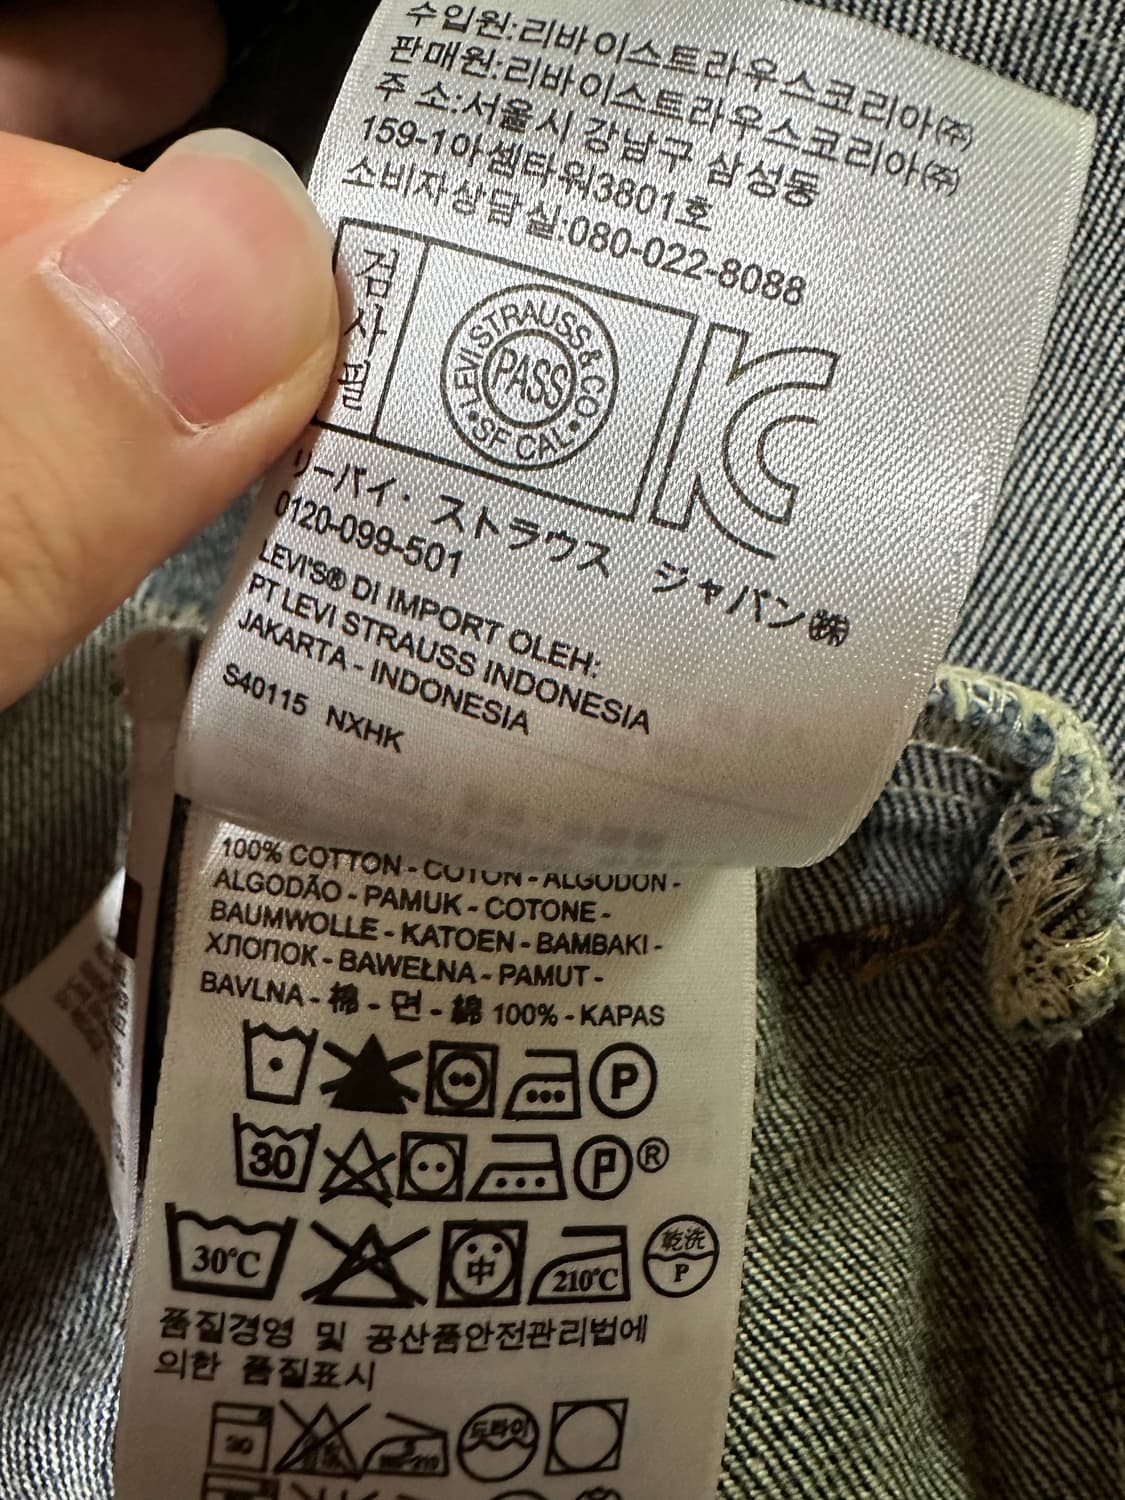 수입원:리바이스트라우스코리아㈜
판매원:리바이스트라우스코리아㈜
주 소:서울시 강남구 삼성동
159-1아셈타워3801호
소비자상담실:080-022-8088
검사품
LEVI STRAUSS & CO • SF CAL •
PASS
KC
リーバイ・ストラウス ジャパン㈱
0120-099-501
LEVI'S® DI IMPORT OLEH:
PT LEVI STRAUSS INDONESIA
JAKARTA - INDONESIA
S40115 NXHK
100% COTTON - COTON - ALGODON -
ALGODÃO - PAMUK - COTONE -
BAUMWOLLE - KATOEN - BAMBAKI -
ХЛОПОК - BAWEŁNA - PAMUT -
BAVLNA - 棉 - 면 - 綿 100% - KAPAS
P
30 P ®
30°C 中 210°C 乾洗 P
품질경영 및 공산품안전관리법에
의한 품질표시
30 드라이